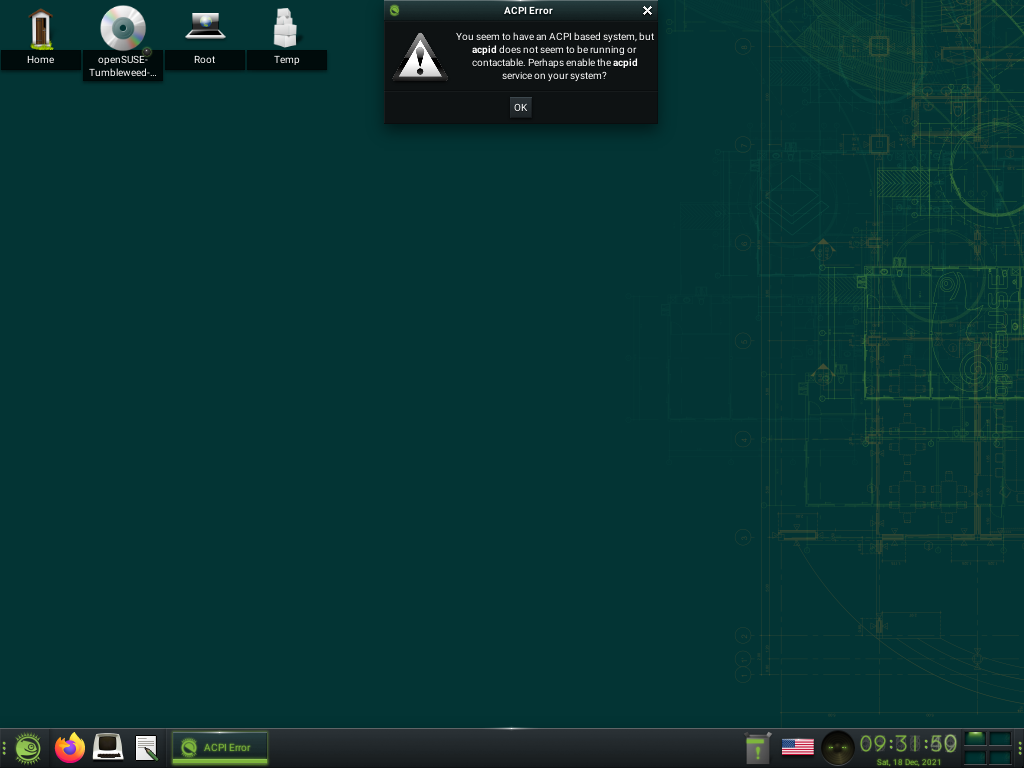 ACPI Error
You seem to have an ACPI based system, but
acpid does not seem to be running or
contactable. Perhaps enable the acpid
service on your system?
OK
Home
openSUSE-
Tumbleweed-...
Root
Temp
ACPI Error
09:31:50
Sat, 18 Dec, 2021